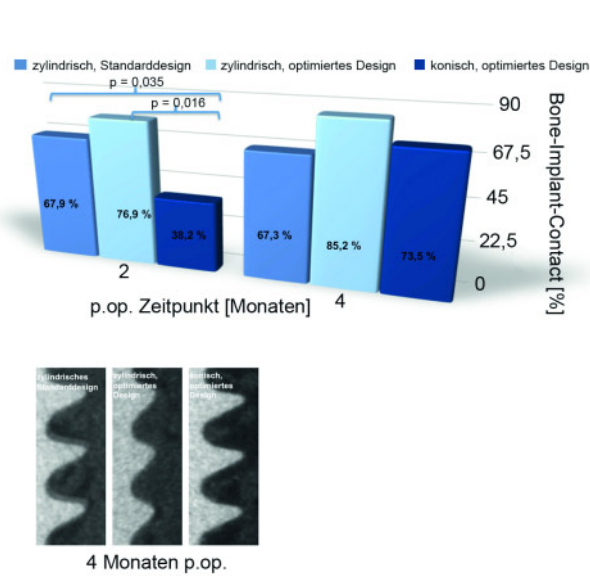 zylindrisch, Standarddesign zylindrisch, optimiertes Design konisch, optimiertes Design
p = 0,035
p = 0,016
90
67,5
45
22,5
0
Bone-Implant-Contact [%]
67,9 %
76,9 %
38,2 %
67,3 %
85,2 %
73,5 %
2
4
p.op. Zeitpunkt [Monaten]
zylindrisches
Standarddesign
zylindrisch,
optimiertes
Design
konisch,
optimiertes
Design
4 Monaten p.op.